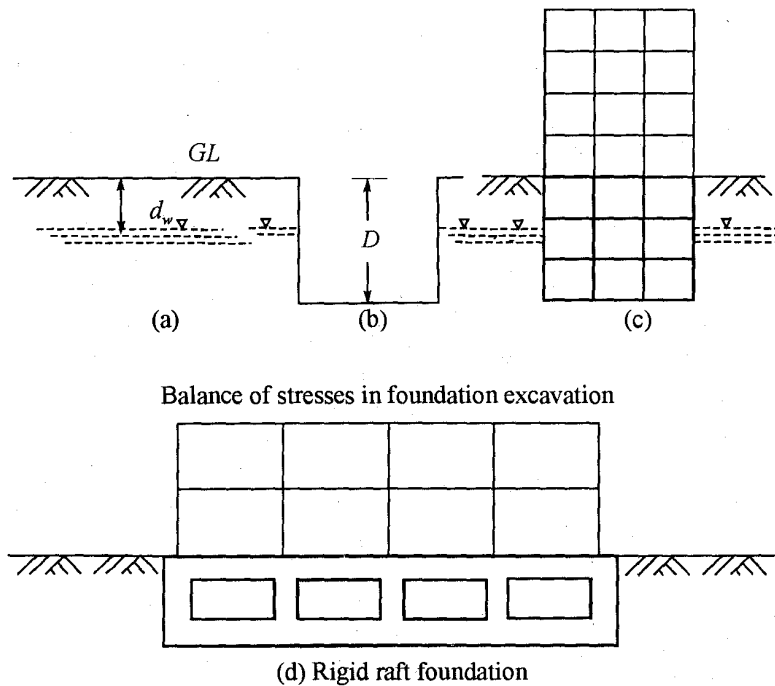 GL
d_w
D
(a)
(b)
(c)
Balance of stresses in foundation excavation
(d) Rigid raft foundation